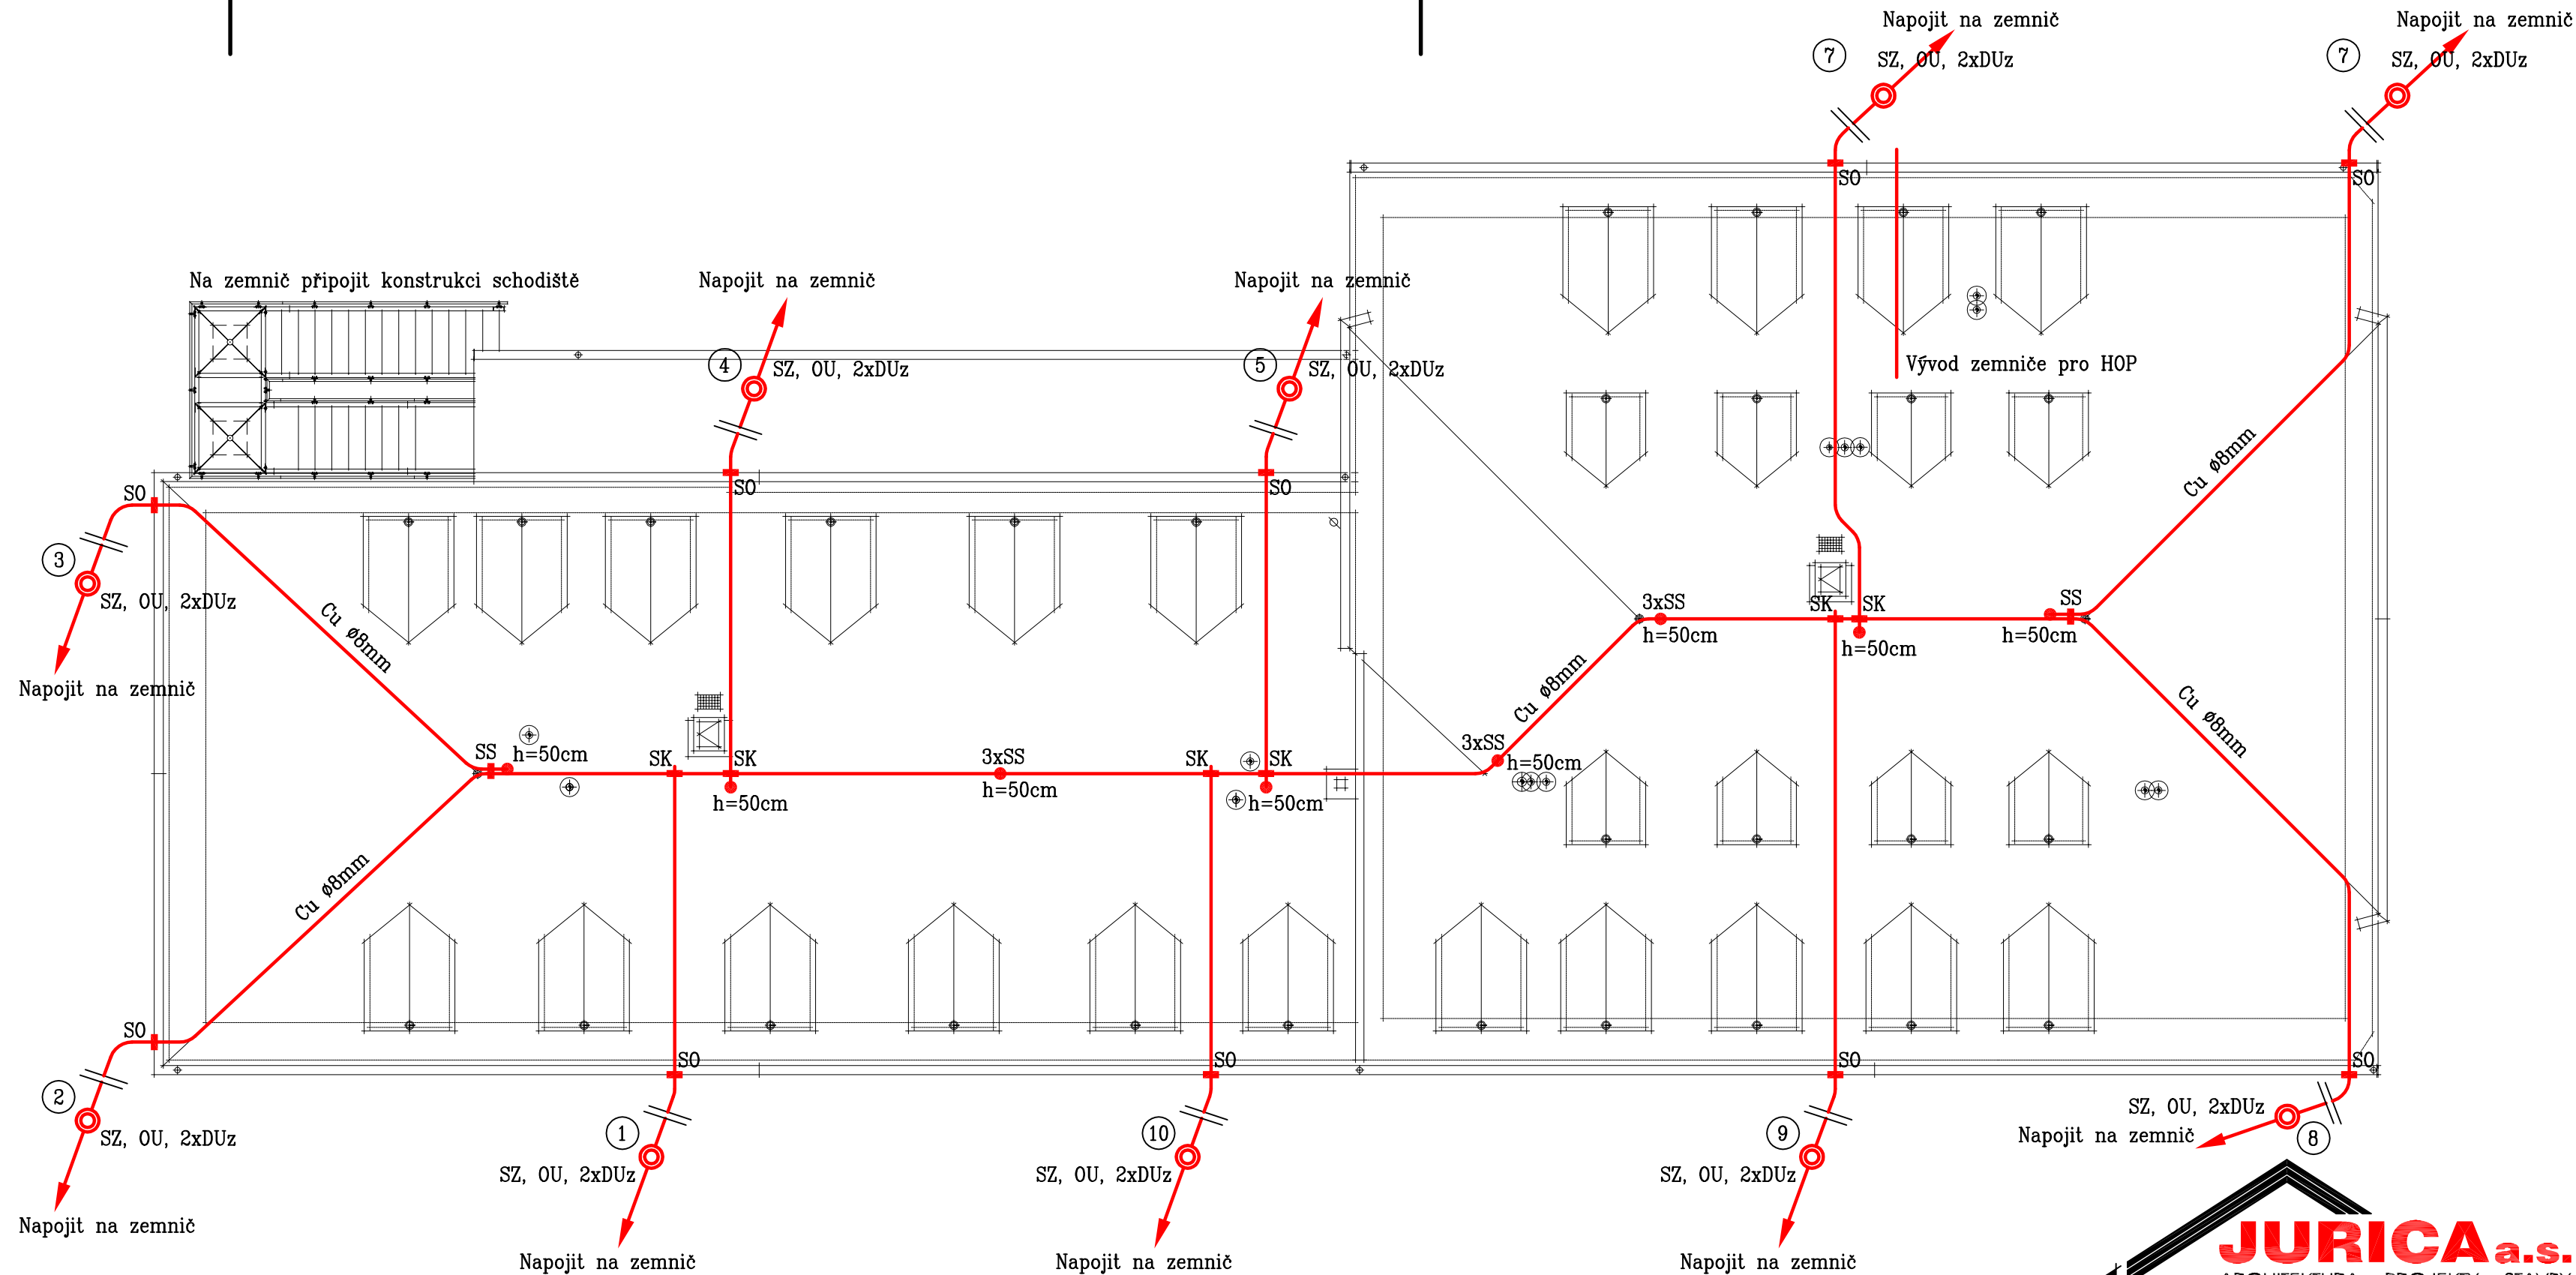 Napojit na zemnič
Napojit na zemnič
7
SZ, OU, 2xDUz
7
SZ, OU, 2xDUz
SO
SO
Na zemnič připojit konstrukci schodiště
Napojit na zemnič
Napojit na zemnič
4
SZ, OU, 2xDUz
5
SZ, OU, 2xDUz
Vývod zemniče pro HOP
Cu ø8mm
SO
SO
SO
3
SZ, OU, 2xDUz
Cu ø8mm
Napojit na zemnič
3xSS
h=50cm
SK
SK
h=50cm
SS
h=50cm
Cu ø8mm
Cu ø8mm
SS
h=50cm
SK
SK
h=50cm
3xSS
h=50cm
SK
SK
h=50cm
3xSS
h=50cm
Cu ø8mm
SO
SO
SO
SO
SO
2
SZ, OU, 2xDUz
Napojit na zemnič
1
SZ, OU, 2xDUz
Napojit na zemnič
10
SZ, OU, 2xDUz
Napojit na zemnič
9
SZ, OU, 2xDUz
Napojit na zemnič
SZ, OU, 2xDUz
Napojit na zemnič
8
JURICA a.s.